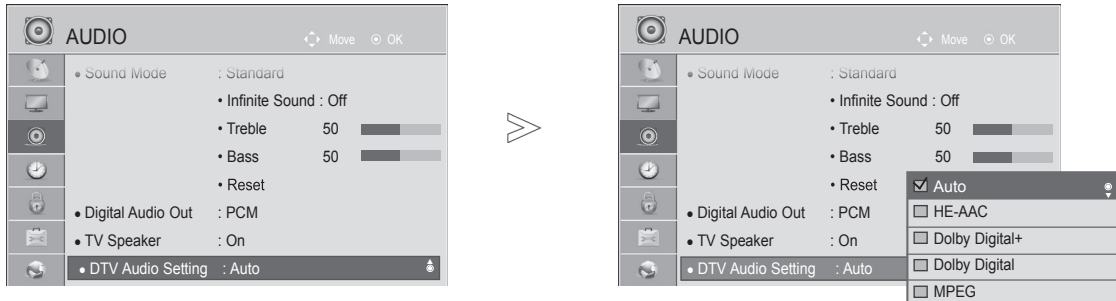 AUDIO
Move OK
• Sound Mode : Standard
• Infinite Sound : Off
• Treble 50
• Bass 50
• Reset
• Digital Audio Out : PCM
• TV Speaker : On
• DTV Audio Setting : Auto
AUDIO
Move OK
• Sound Mode : Standard
• Infinite Sound : Off
• Treble 50
• Bass 50
• Reset
• Digital Audio Out : PCM
• TV Speaker : On
• DTV Audio Setting : Auto
Auto
HE-AAC
Dolby Digital+
Dolby Digital
MPEG